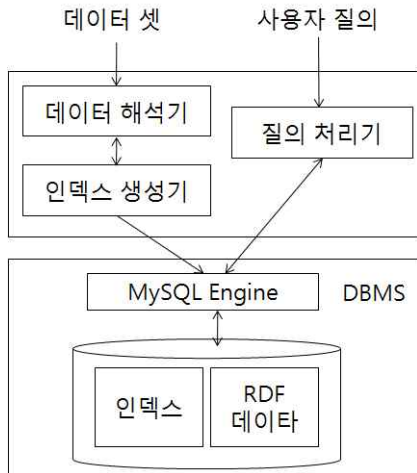 데이터 셋
사용자 질의
데이터 해석기
질의 처리기
인덱스 생성기
MySQL Engine
DBMS
인덱스
RDF
데이타